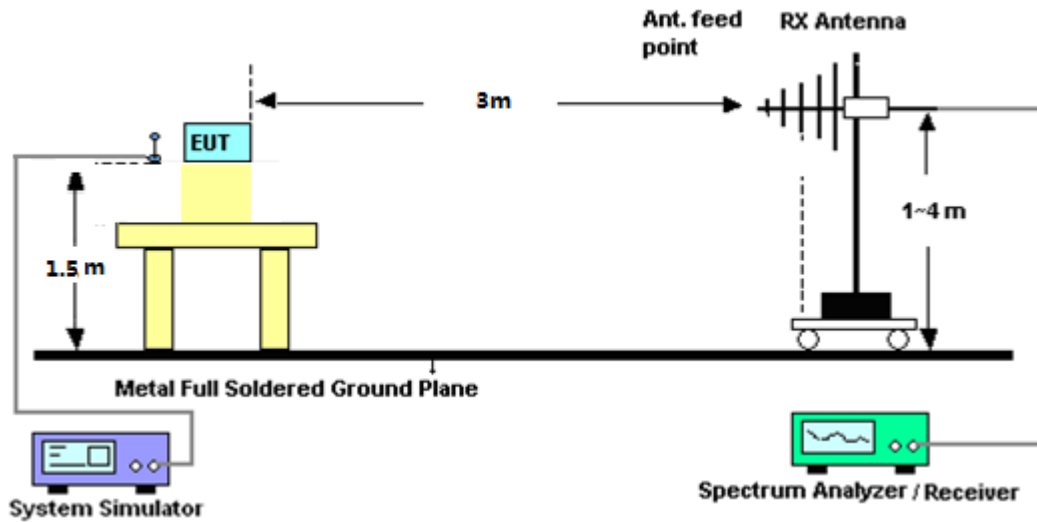 Ant. feed
point
RX Antenna
3m
EUT
1~4 m
1.5 m
Metal Full Soldered Ground Plane
System Simulator
Spectrum Analyzer / Receiver